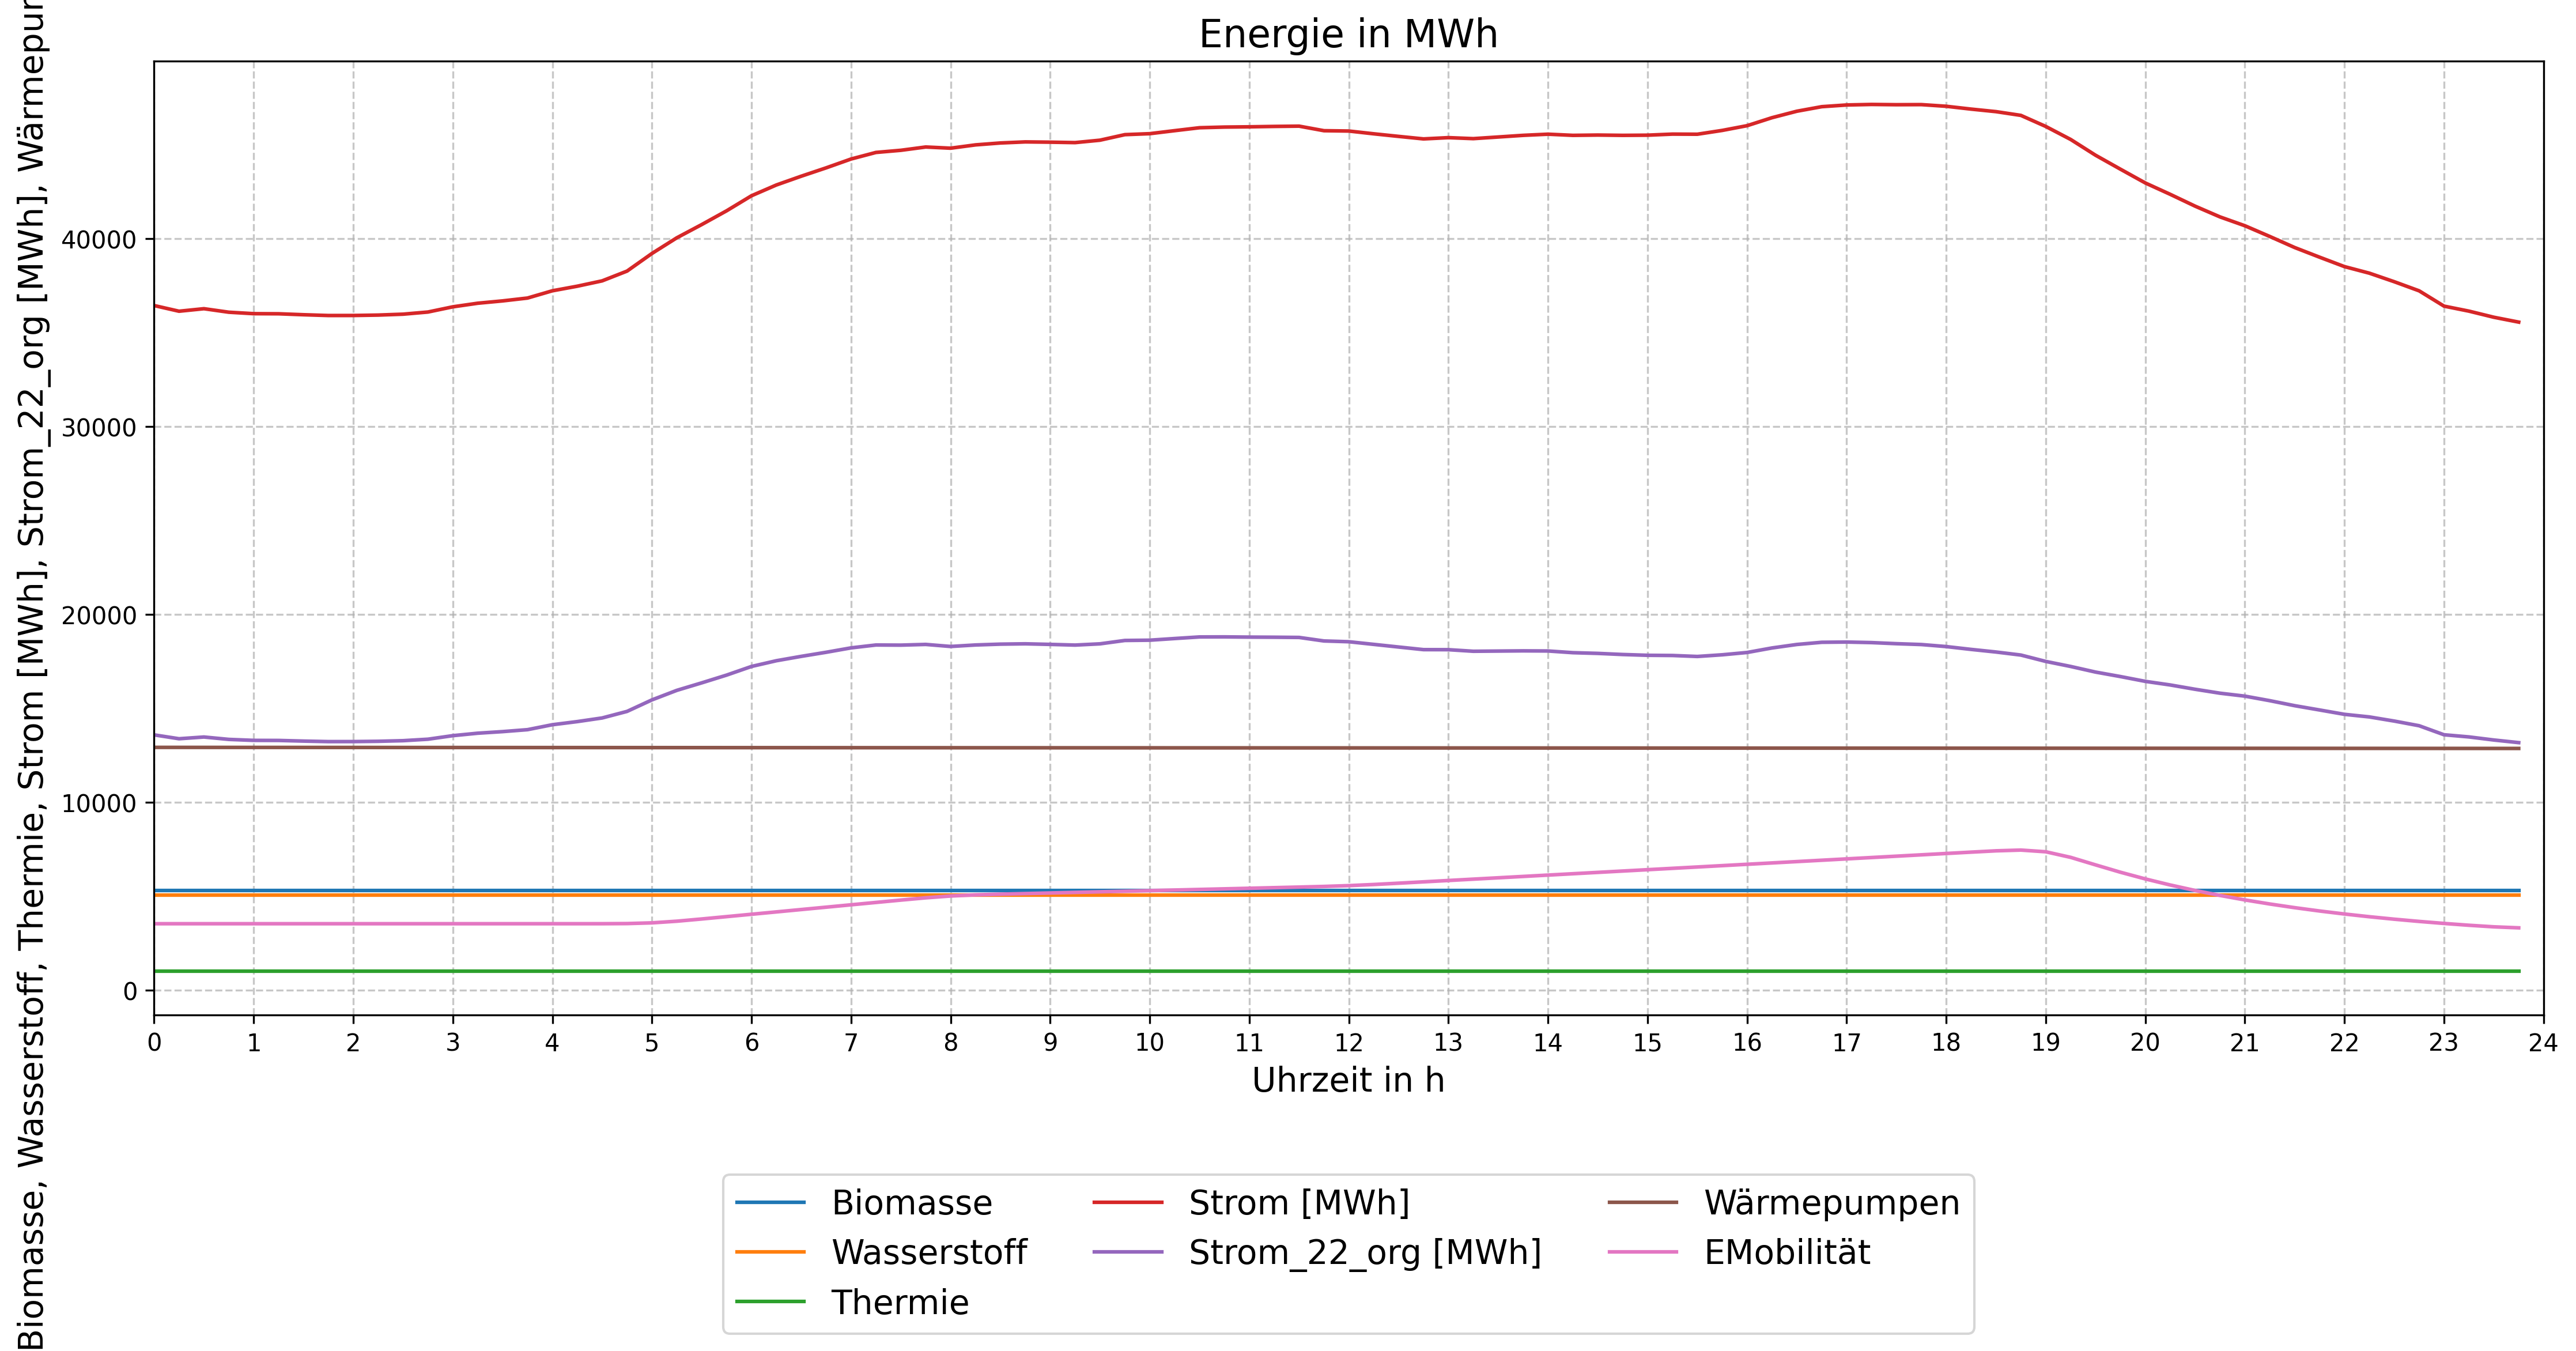 Energie in MWh
Biomasse, Wasserstoff, Thermie, Strom [MWh], Strom_22_org [MWh],
40000
30000
20000
10000
0
0 1 2 3 4 5 6 7 8 9 10 11 12 13 14 15 16 17 18 19 20 21 22 23 24
Uhrzeit in h
Biomasse Strom [MWh] Wärmepumpen
Wasserstoff Strom_22_org [MWh] EMobilität
Thermie